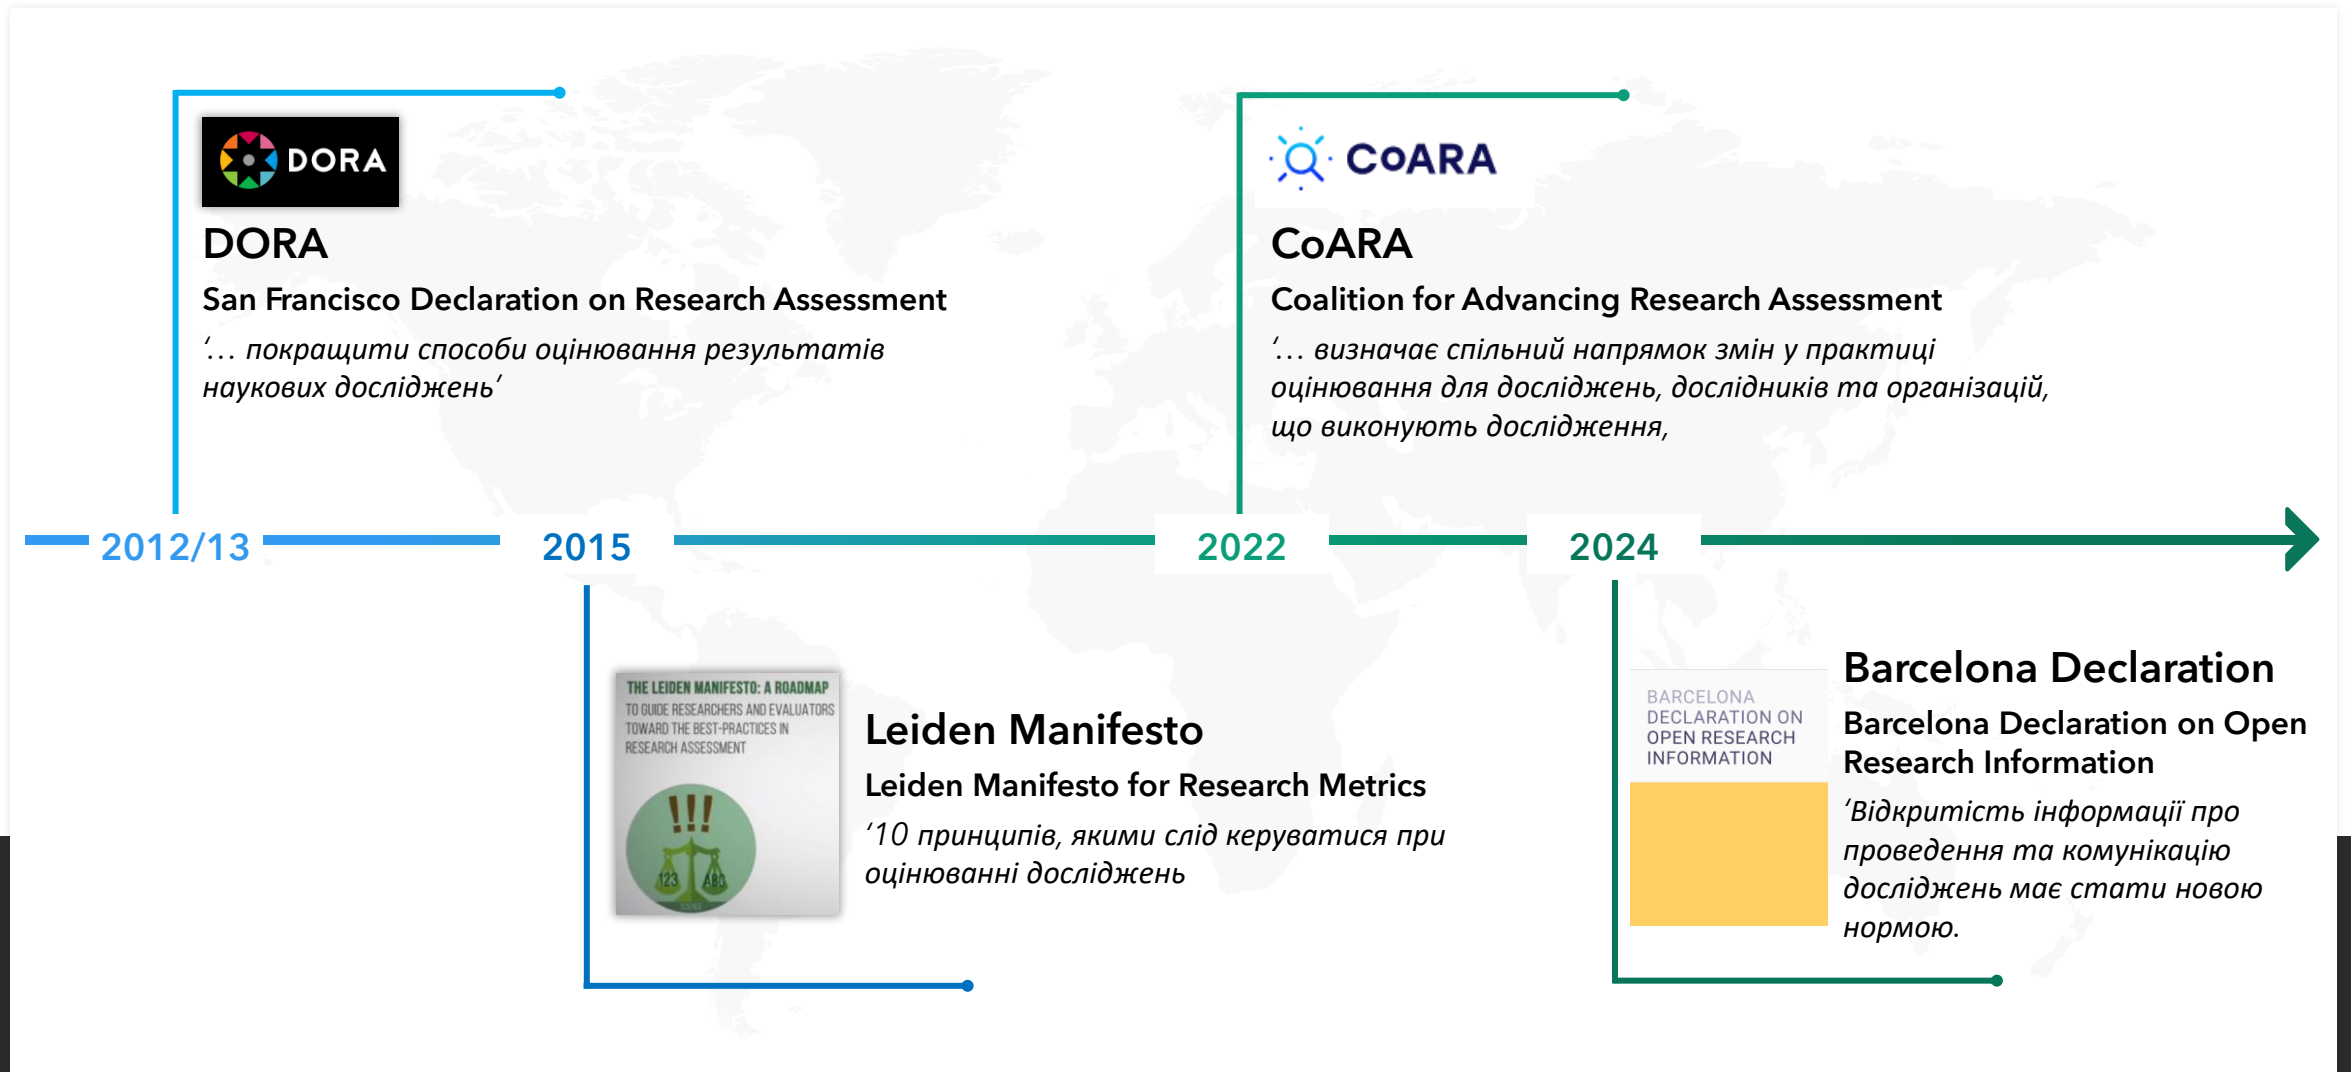 DORA
DORA
San Francisco Declaration on Research Assessment
‘… покращити способи оцінювання результатів
наукових досліджень’
CoARA
CoARA
Coalition for Advancing Research Assessment
‘… визначає спільний напрямок змін у практиці
оцінювання для досліджень, дослідників та організацій,
що виконують дослідження,
2012/13
2015
2022
2024
THE LEIDEN MANIFESTO: A ROADMAP
TO GUIDE RESEARCHERS AND EVALUATORS
TOWARD THE BEST-PRACTICES IN
RESEARCH ASSESSMENT
!!!
123 ABC
Leiden Manifesto
Leiden Manifesto for Research Metrics
‘10 принципів, якими слід керуватися при
оцінюванні досліджень
BARCELONA
DECLARATION ON
OPEN RESEARCH
INFORMATION
Barcelona Declaration
Barcelona Declaration on Open
Research Information
‘Відкритість інформації про
проведення та комунікацію
досліджень має стати новою
нормою.